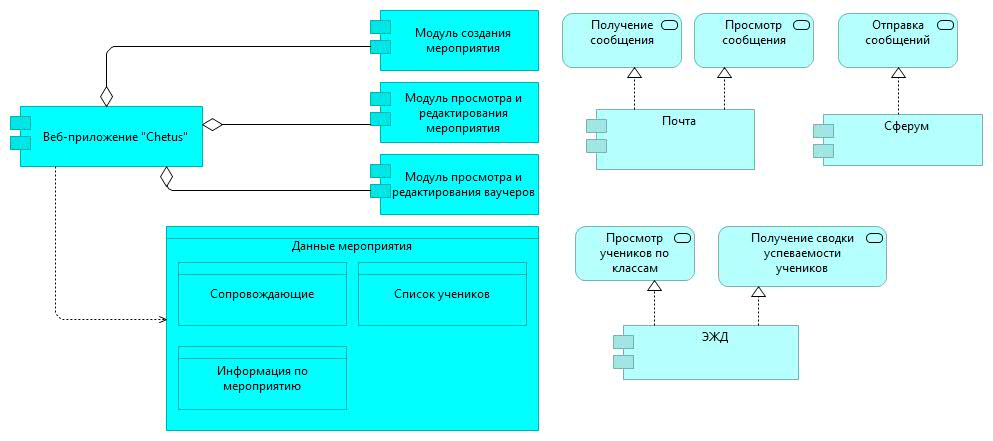 Модуль создания
мероприятия
Модуль просмотра и
редактирования
мероприятия
Веб-приложение "Chetus"
Модуль просмотра и
редактирования ваучеров
Данные мероприятия
Сопровождающие
Список учеников
Информация по
мероприятию
Получение
сообщения
Просмотр
сообщения
Отправка
сообщений
Почта
Сферум
Просмотр
учеников по
классам
Получение сводки
успеваемости
учеников
ЭЖД